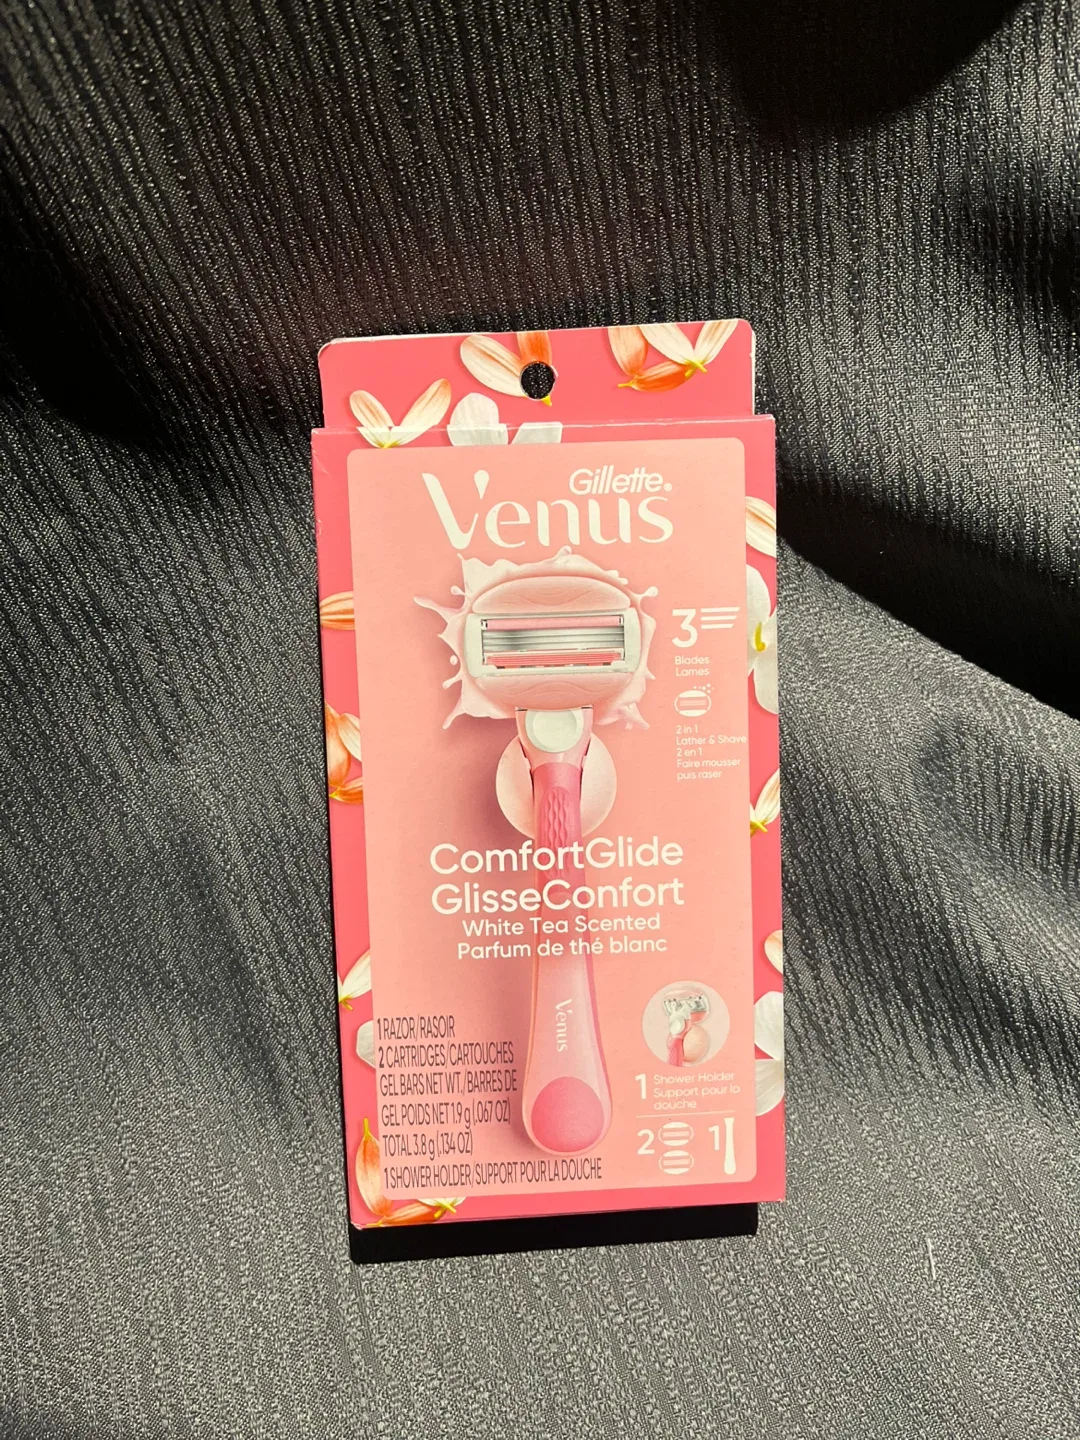 Gillette®
Venus
3
Blades
Lames
2 in 1
Lather & Shave
2 en 1
Faire mousser
puis raser
ComfortGlide
GlisseConfort
White Tea Scented
Parfum de thé blanc
Venus
1 RAZOR/RASOIR
2 CARTRIDGES/CARTOUCHES
GEL BARS NET WT./BARRES DE
GEL POIDS NET 1.9 g (.067 OZ)
TOTAL 3.8 g (.134 OZ)
1 SHOWER HOLDER/SUPPORT POUR LA DOUCHE
1 Shower Holder
Support pour la
douche
2 1